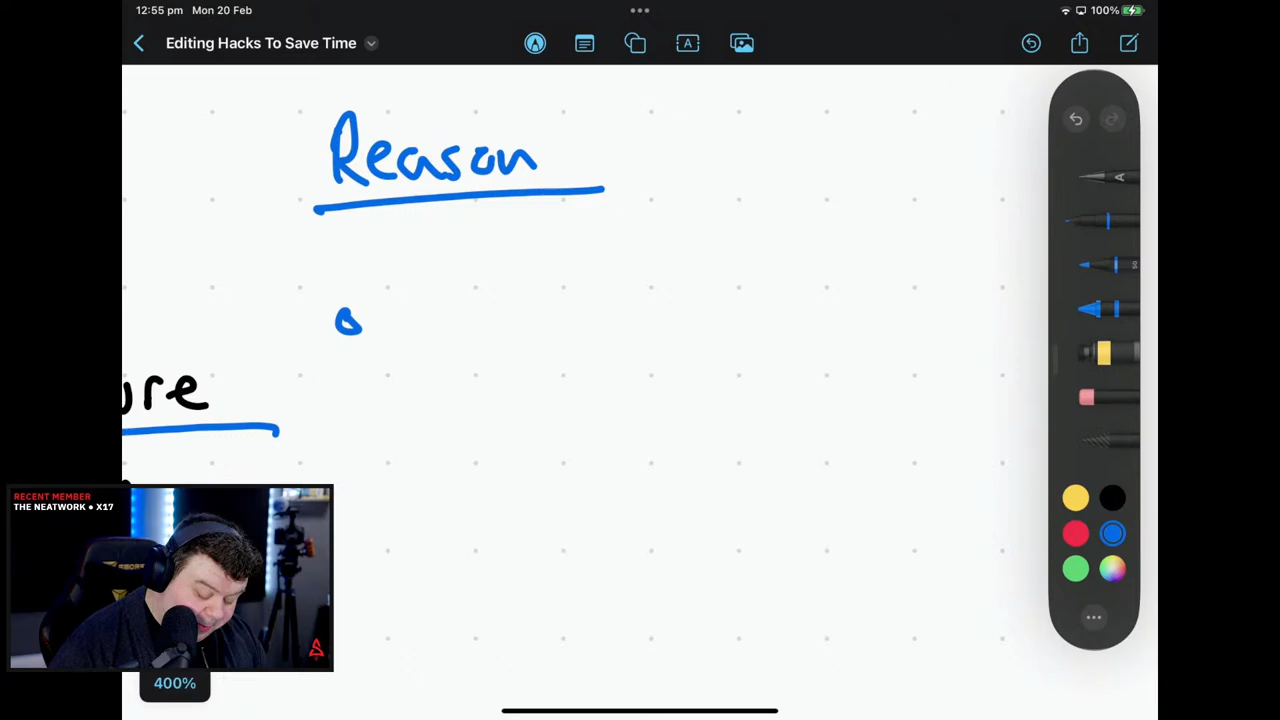 12:55 pm Mon 20 Feb
100%
Editing Hacks To Save Time
A
A
50
Reason
ure
RECENT MEMBER
THE NEATWORK • X17
400%